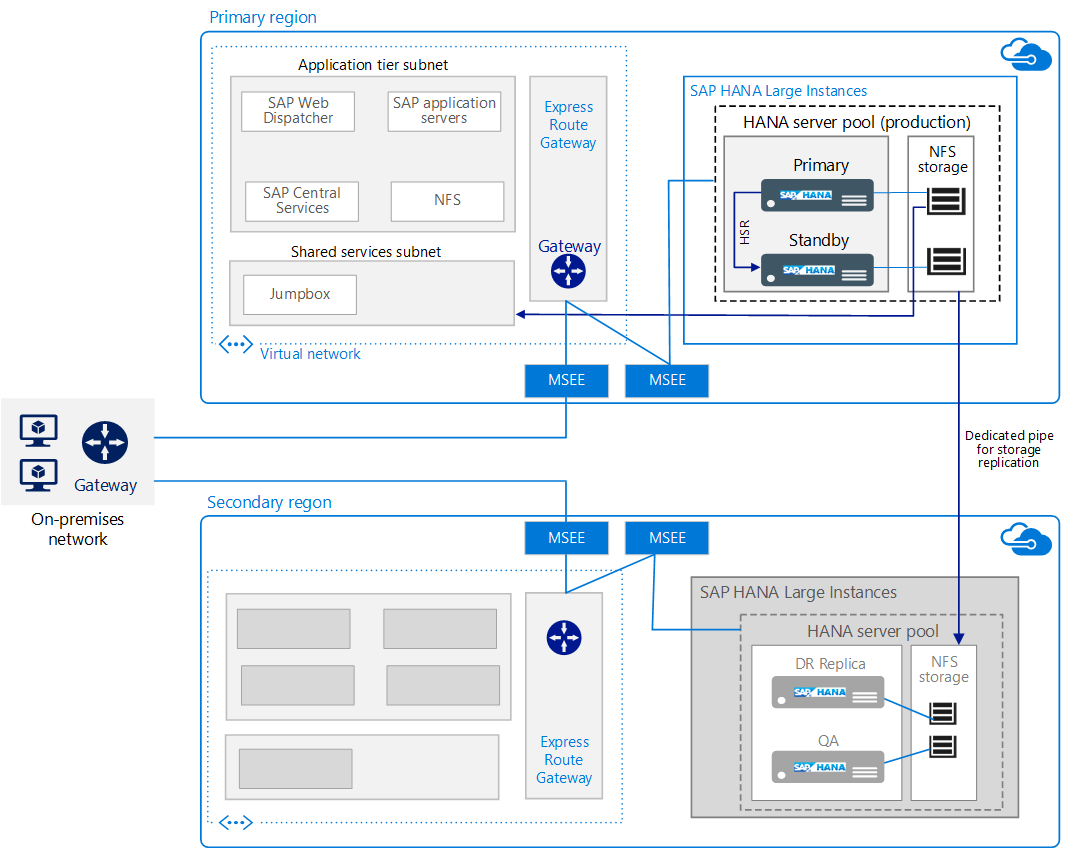 Primary region
Application tier subnet
SAP Web
Dispatcher
SAP application
servers
SAP Central
Services
NFS
Shared services subnet
Jumpbox
Virtual network
Express
Route
Gateway
Gateway
MSEE
MSEE
SAP HANA Large Instances
HANA server pool (production)
Primary
SAP HANA
HSR
Standby
SAP HANA
NFS
storage
Gateway
On-premises
network
Dedicated pipe
for storage
replication
Secondary regon
MSEE
MSEE
Express
Route
Gateway
SAP HANA Large Instances
HANA server pool
DR Replica
SAP HANA
QA
SAP HANA
NFS
storage